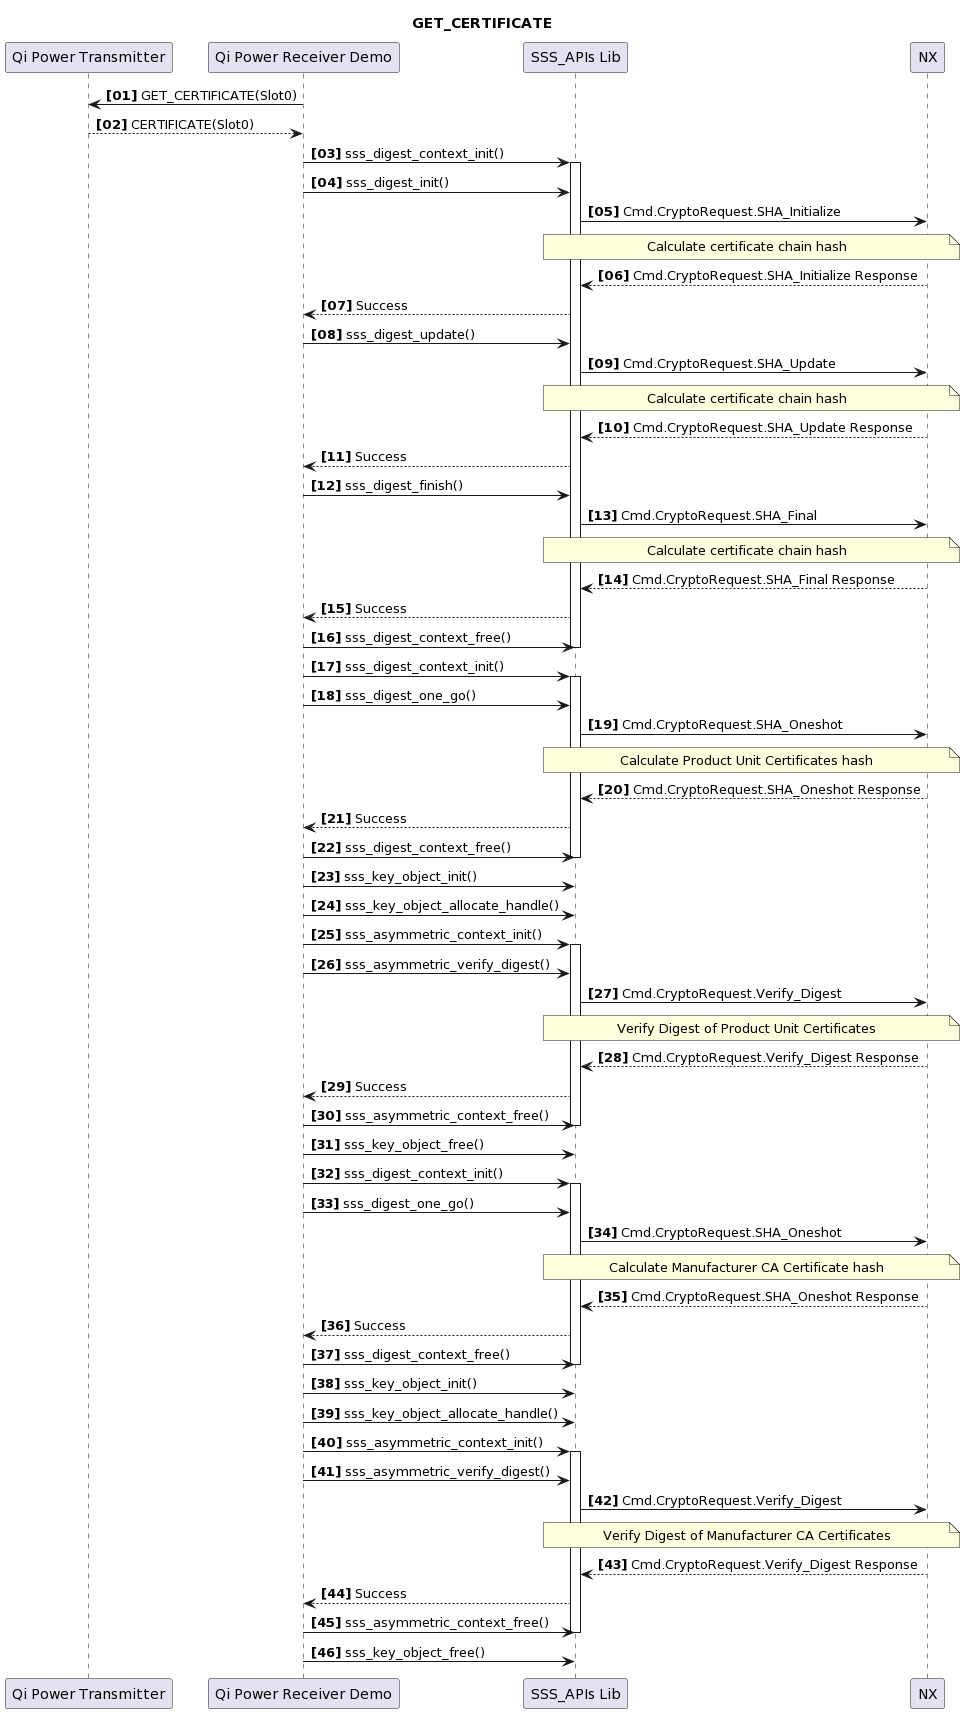 GET_CERTIFICATE
Qi Power Transmitter
Qi Power Receiver Demo
SSS_APIs Lib
NX
[01] GET_CERTIFICATE(Slot0)
[02] CERTIFICATE(Slot0)
[03] sss_digest_context_init()
[04] sss_digest_init()
[05] Cmd.CryptoRequest.SHA_Initialize
Calculate certificate chain hash
[06] Cmd.CryptoRequest.SHA_Initialize Response
[07] Success
[08] sss_digest_update()
[09] Cmd.CryptoRequest.SHA_Update
Calculate certificate chain hash
[10] Cmd.CryptoRequest.SHA_Update Response
[11] Success
[12] sss_digest_finish()
[13] Cmd.CryptoRequest.SHA_Final
Calculate certificate chain hash
[14] Cmd.CryptoRequest.SHA_Final Response
[15] Success
[16] sss_digest_context_free()
[17] sss_digest_context_init()
[18] sss_digest_one_go()
[19] Cmd.CryptoRequest.SHA_Oneshot
Calculate Product Unit Certificates hash
[20] Cmd.CryptoRequest.SHA_Oneshot Response
[21] Success
[22] sss_digest_context_free()
[23] sss_key_object_init()
[24] sss_key_object_allocate_handle()
[25] sss_asymmetric_context_init()
[26] sss_asymmetric_verify_digest()
[27] Cmd.CryptoRequest.Verify_Digest
Verify Digest of Product Unit Certificates
[28] Cmd.CryptoRequest.Verify_Digest Response
[29] Success
[30] sss_asymmetric_context_free()
[31] sss_key_object_free()
[32] sss_digest_context_init()
[33] sss_digest_one_go()
[34] Cmd.CryptoRequest.SHA_Oneshot
Calculate Manufacturer CA Certificate hash
[35] Cmd.CryptoRequest.SHA_Oneshot Response
[36] Success
[37] sss_digest_context_free()
[38] sss_key_object_init()
[39] sss_key_object_allocate_handle()
[40] sss_asymmetric_context_init()
[41] sss_asymmetric_verify_digest()
[42] Cmd.CryptoRequest.Verify_Digest
Verify Digest of Manufacturer CA Certificates
[43] Cmd.CryptoRequest.Verify_Digest Response
[44] Success
[45] sss_asymmetric_context_free()
[46] sss_key_object_free()
Qi Power Transmitter
Qi Power Receiver Demo
SSS_APIs Lib
NX